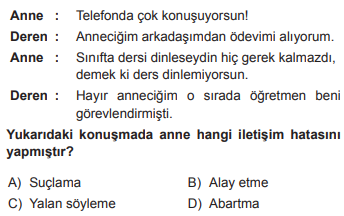 Anne : Telefonda çok konuşuyorsun!
Deren : Anneciğim arkadaşımdan ödevimi alıyorum.
Anne : Sınıfta dersi dinleseydin hiç gerek kalmazdı,
demek ki ders dinlemiyorsun.
Deren : Hayır anneciğim o sırada öğretmen beni
görevlendirmişti.
Yukarıdaki konuşmada anne hangi iletişim hatasını
yapmıştır?
A) Suçlama B) Alay etme
C) Yalan söyleme D) Abartma